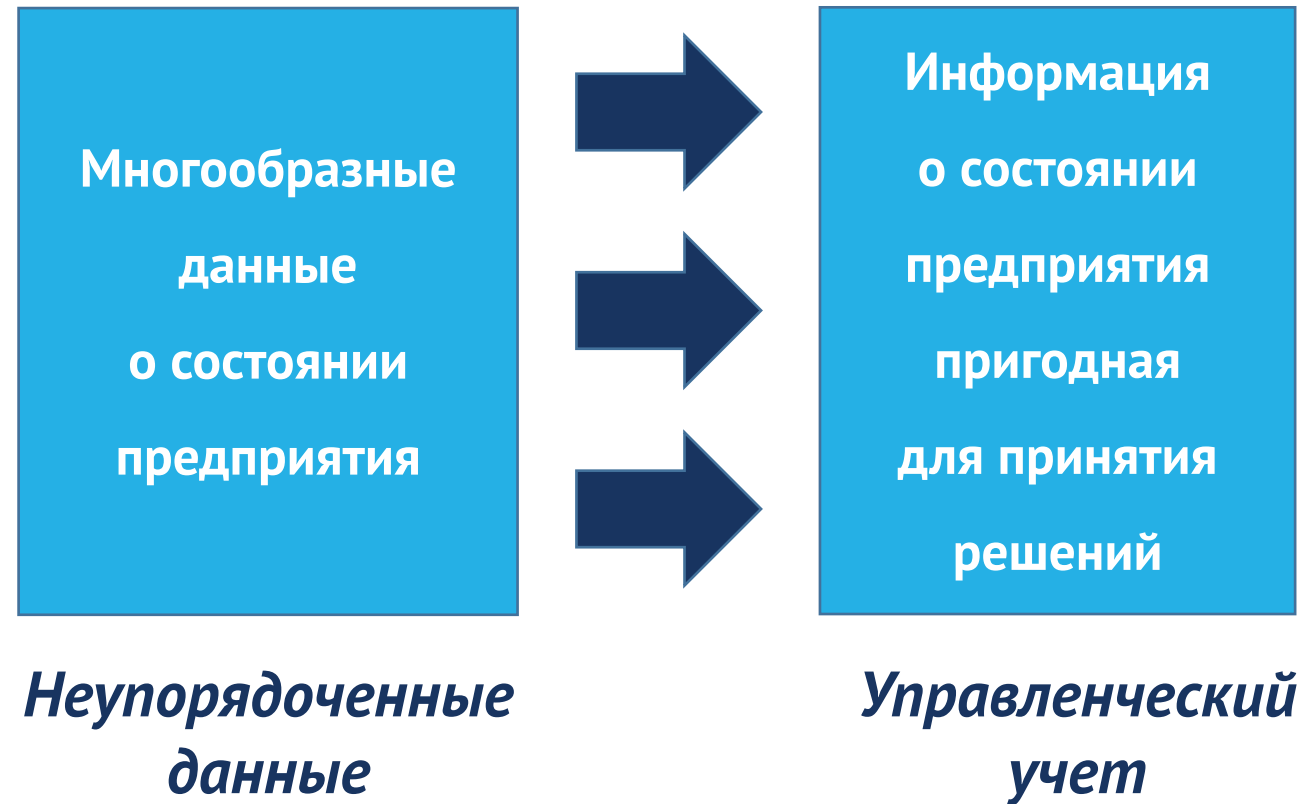 Многообразные
данные
о состоянии
предприятия
Информация
о состоянии
предприятия
пригодная
для принятия
решений
Неупорядоченные
данные
Управленческий
учет